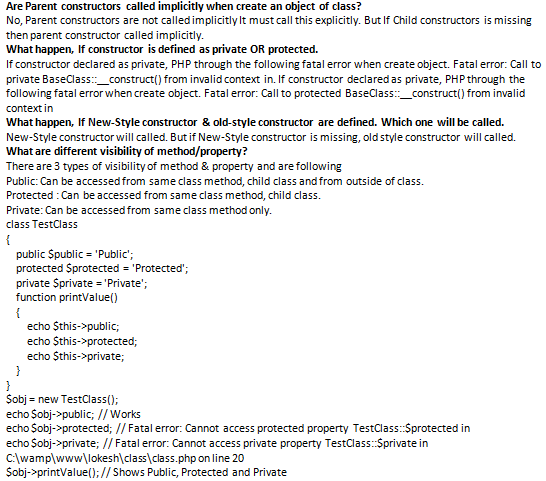 Are Parent constructors called implicitly when create an object of class?
No, Parent constructors are not called implicitly It must call this explicitly. But If Child constructors is missing
then parent constructor called implicitly.
What happen, If constructor is defined as private OR protected.
If constructor declared as private, PHP through the following fatal error when create object. Fatal error: Call to
private BaseClass::__construct() from invalid context in. If constructor declared as private, PHP through the
following fatal error when create object. Fatal error: Call to protected BaseClass::__construct() from invalid
context in
What happen, If New-Style constructor & old-style constructor are defined. Which one will be called.
New-Style constructor will called. But if New-Style constructor is missing, old style constructor will called.
What are different visibility of method/property?
There are 3 types of visibility of method & property and are following
Public: Can be accessed from same class method, child class and from outside of class.
Protected : Can be accessed from same class method, child class.
Private: Can be accessed from same class method only.
class TestClass
{
public $public = 'Public';
protected $protected = 'Protected';
private $private = 'Private';
function printValue()
{
echo $this->public;
echo $this->protected;
echo $this->private;
}
}
$obj = new TestClass();
echo $obj->public; // Works
echo $obj->protected; // Fatal error: Cannot access protected property TestClass::$protected in
echo $obj->private; // Fatal error: Cannot access private property TestClass::$private in
C:\wamp\www\lokesh\class\class.php on line 20
$obj->printValue(); // Shows Public, Protected and Private